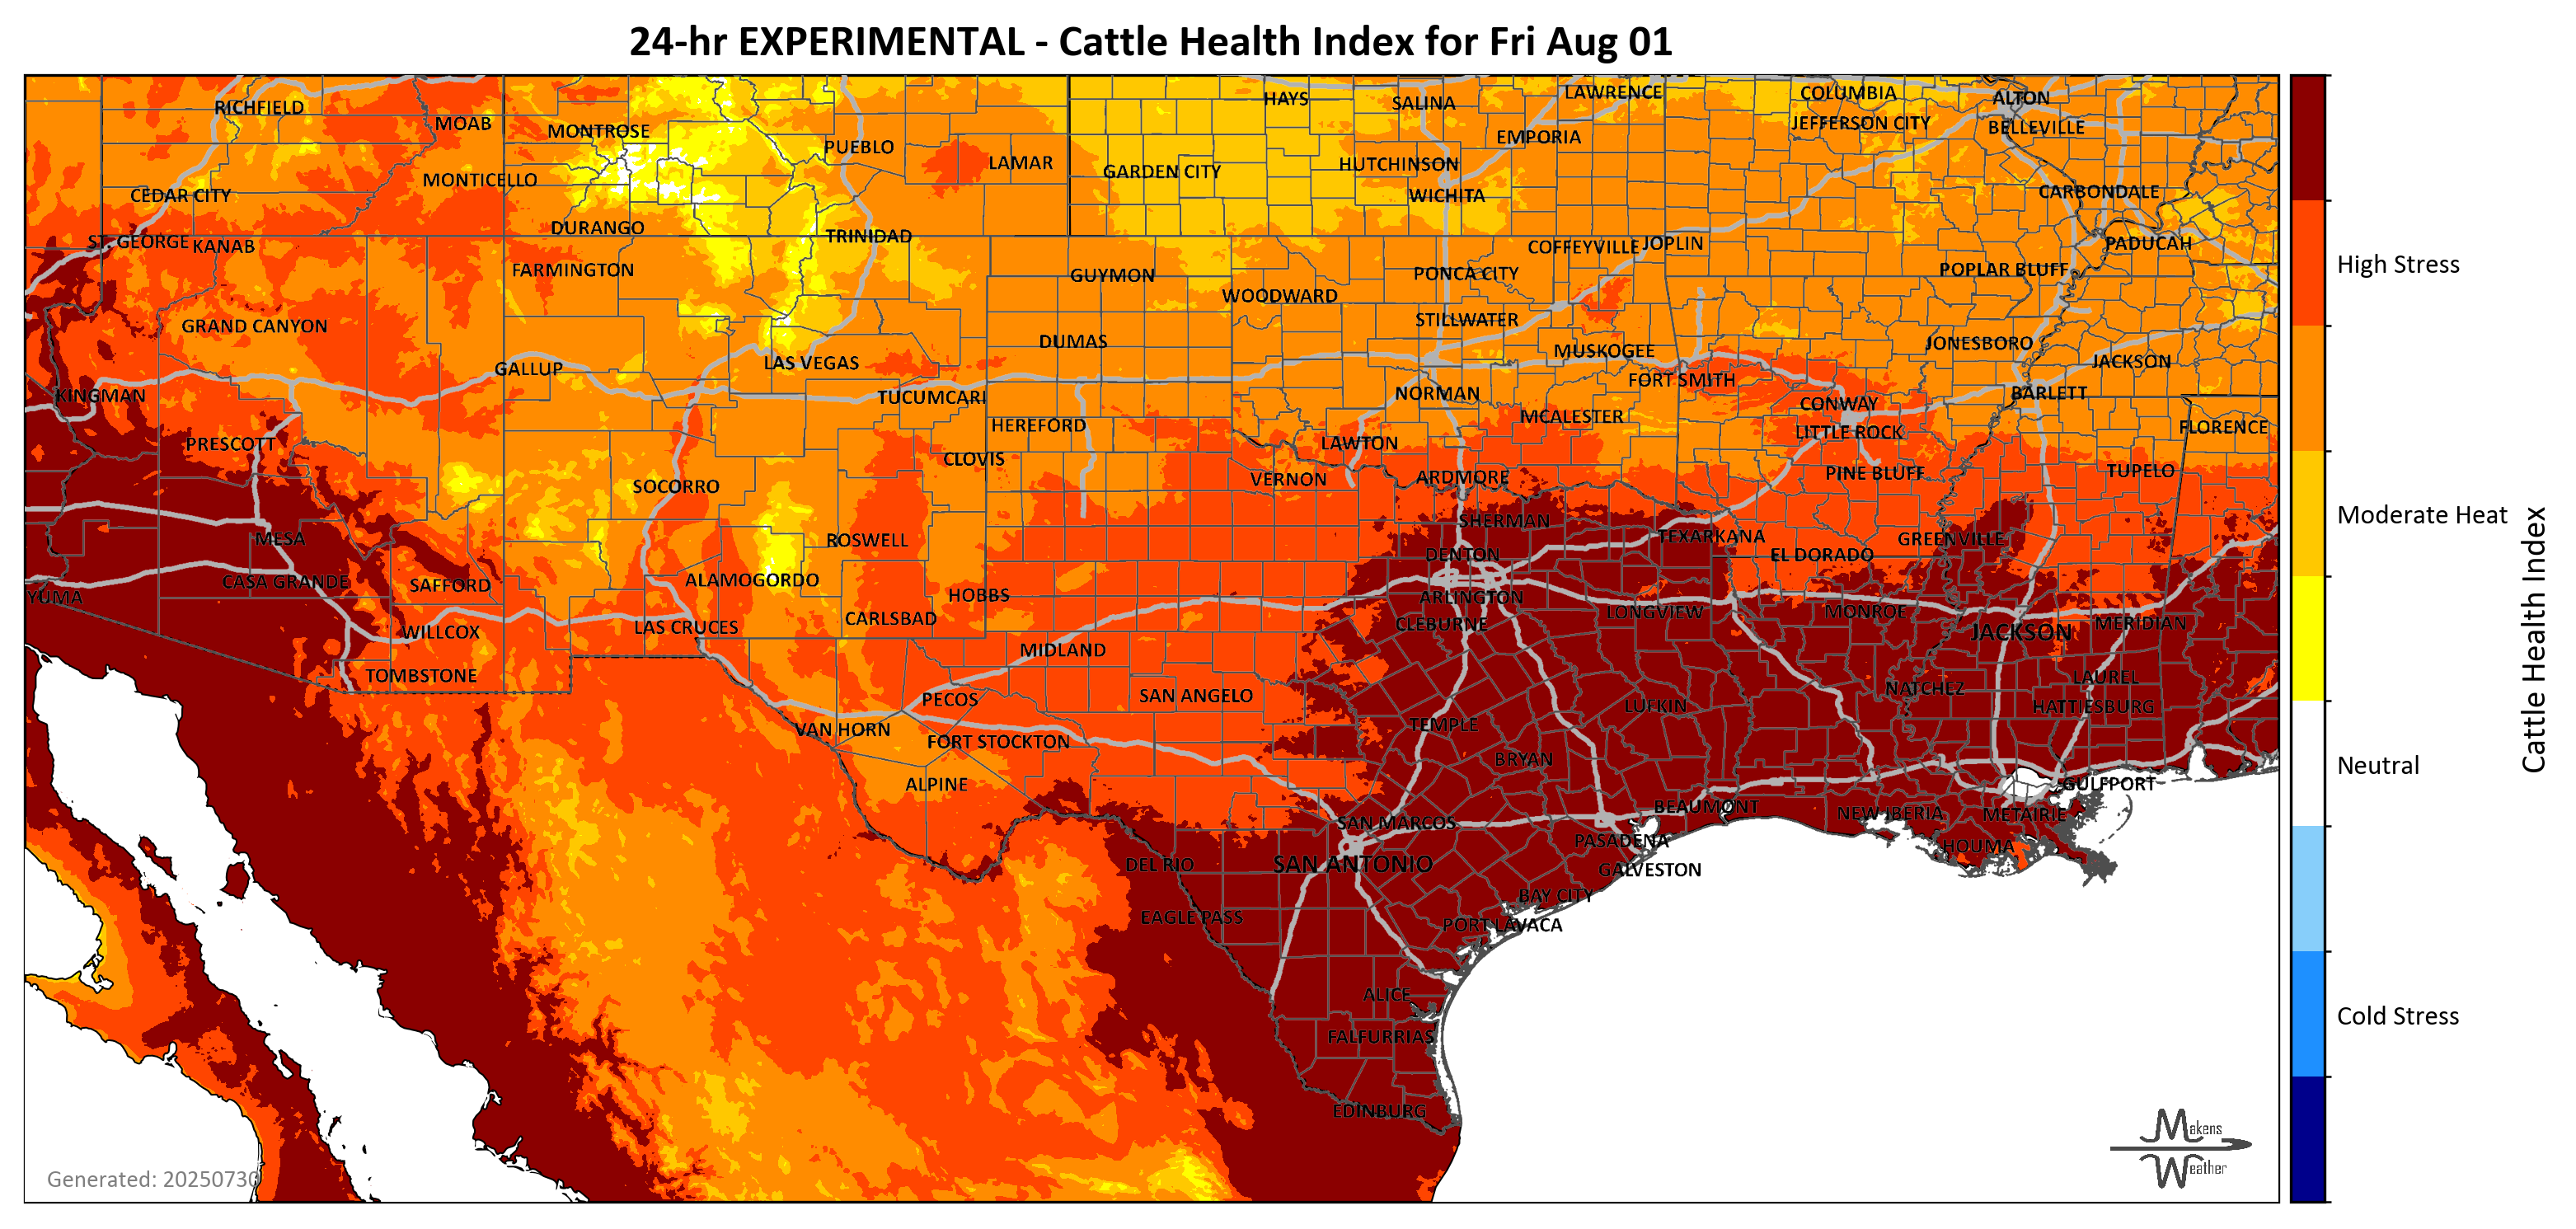 24-hr EXPERIMENTAL - Cattle Health Index for Fri Aug 01
RICHFIELD
MOAB
MONTROSE
PUEBLO
LAMAR
HAYS
SALINA
LAWRENCE
COLUMBIA
ALTON
EMPORIA
JEFFERSON CITY
BELLEVILLE
CEDAR CITY
MONTICELLO
GARDEN CITY
HUTCHINSON
WICHITA
CARBONDALE
ST. GEORGE
KANAB
DURANGO
TRINIDAD
COFFEYVILLE
JOPLIN
PADUCAH
FARMINGTON
GUYMON
WOODWARD
PONCA CITY
POPLAR BLUFF
GRAND CANYON
DUMAS
STILLWATER
JONESBORO
GALLUP
LAS VEGAS
MUSKOGEE
JACKSON
KINGMAN
TUCUMCARI
NORMAN
FORT SMITH
CONWAY
BARLETT
PRESCOTT
HEREFORD
LAWTON
MCALESTER
LITTLE ROCK
FLORENCE
SOCORRO
CLOVIS
VERNON
ARDMORE
PINE BLUFF
TUPELO
MESA
ROSWELL
SHERMAN
TEXARKANA
GREENVILLE
DENTON
EL DORADO
YUMA
CASA GRANDE
SAFFORD
ALAMOGORDO
HOBBS
ARLINGTON
LONGVIEW
MONROE
WILLCOX
LAS CRUCES
CARLSBAD
CLEBURNE
JACKSON
MERIDIAN
TOMBSTONE
MIDLAND
LAUREL
PECOS
SAN ANGELO
LUFKIN
NATCHEZ
HATTIESBURG
VAN HORN
FORT STOCKTON
TEMPLE
BRYAN
ALPINE
GULFPORT
SAN MARCOS
BEAUMONT
NEW IBERIA
METAIRIE
DEL RIO
SAN ANTONIO
PASADENA
GALVESTON
HOUMA
EAGLE PASS
BAY CITY
PORT LAVACA
ALICE
FALFURRIAS
EDINBURG
Generated: 20250730
Makens
Weather
High Stress
Moderate Heat
Neutral
Cold Stress
Cattle Health Index